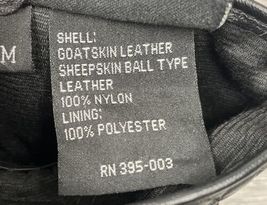 M
SHELL:
GOATSKIN LEATHER
SHEEPSKIN BALL TYPE
LEATHER
100% NYLON
LINING:
100% POLYESTER
RN 395-003